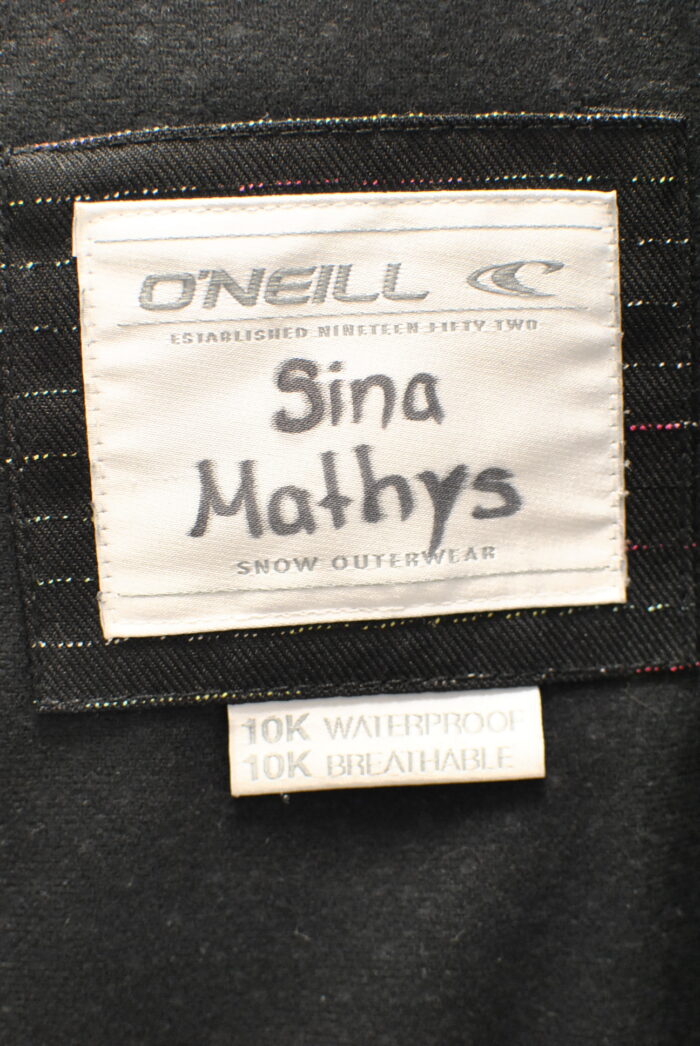 O'NEILL
ESTABLISHED NINETEEN FIFTY TWO
Sina
Mathys
SNOW OUTERWEAR
10K WATERPROOF
10K BREATHABLE